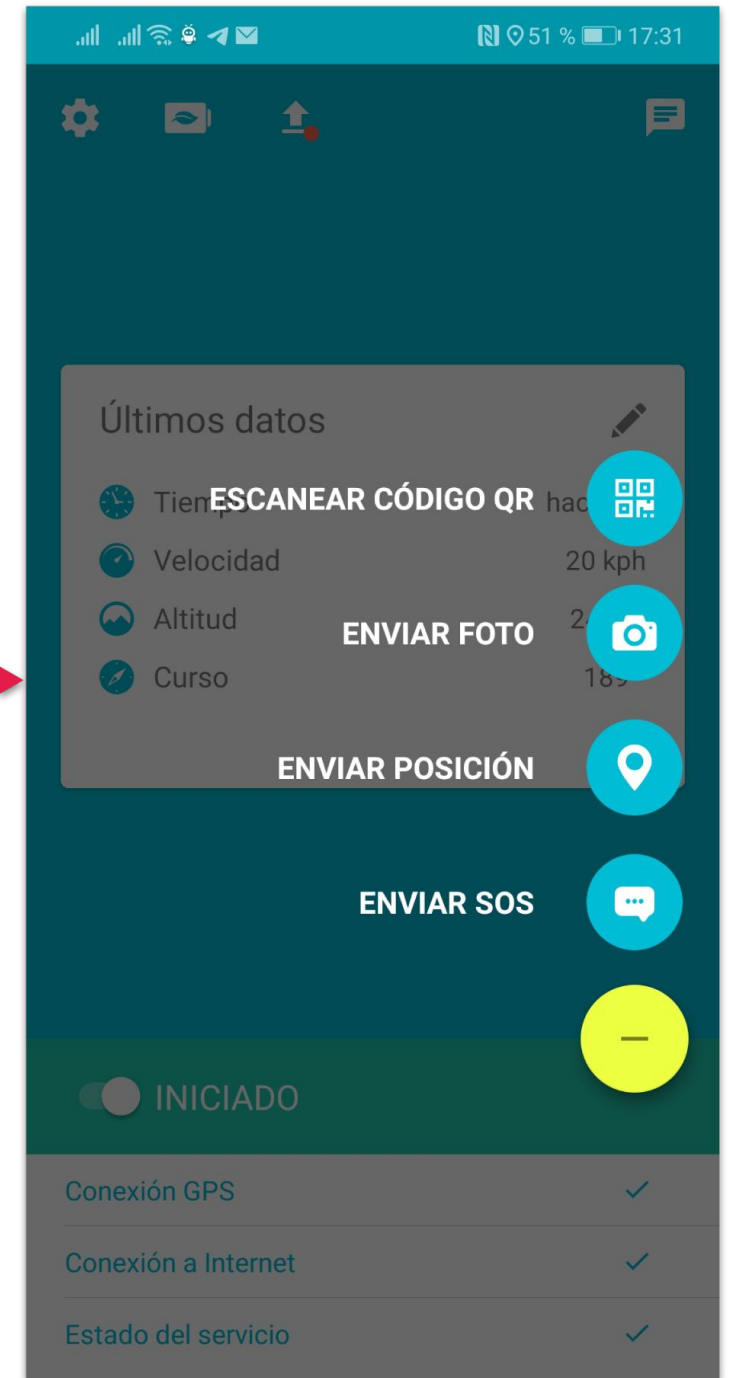 51 % 17:31
Últimos datos
Tiempo
ESCANEAR CÓDIGO QR
Velocidad 20 kph
Altitud
ENVIAR FOTO
Curso
ENVIAR POSICIÓN
ENVIAR SOS
INICIADO
Conexión GPS
Conexión a Internet
Estado del servicio